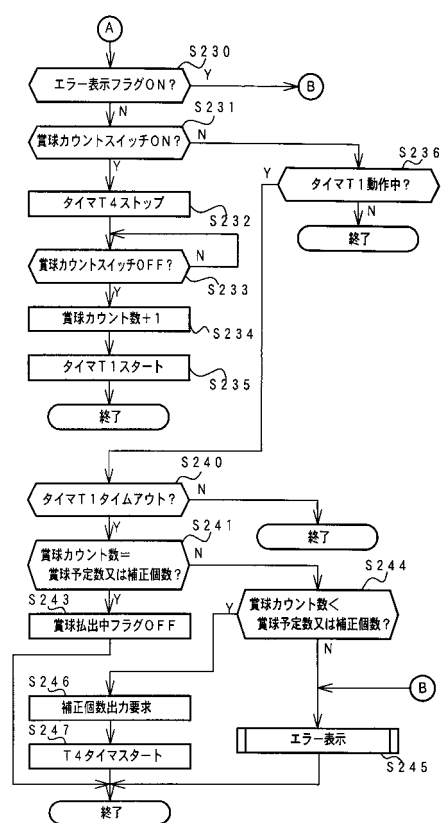 A
S230
エラー表示フラグON?
Y
B
N
S231
賞球カウントスイッチON?
N
S236
Y
Y
タイマT1動作中?
タイマT4ストップ
S232
N
終了
賞球カウントスイッチOFF?
N
S233
Y
賞球カウント数+1
S234
タイマT1スタート
S235
終了
S240
タイマT1タイムアウト?
N
Y
S241
終了
賞球カウント数=
賞球予定数又は補正個数?
N
S244
S243
Y
Y
賞球カウント数<
賞球予定数又は補正個数?
賞球払出中フラグOFF
N
S246
B
補正個数出力要求
S247
エラー表示
T4タイマスタート
S245
終了